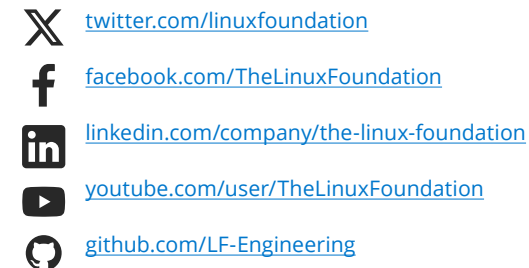 twitter.com/linuxfoundation
facebook.com/TheLinuxFoundation
linkedin.com/company/the-linux-foundation
youtube.com/user/TheLinuxFoundation
github.com/LF-Engineering